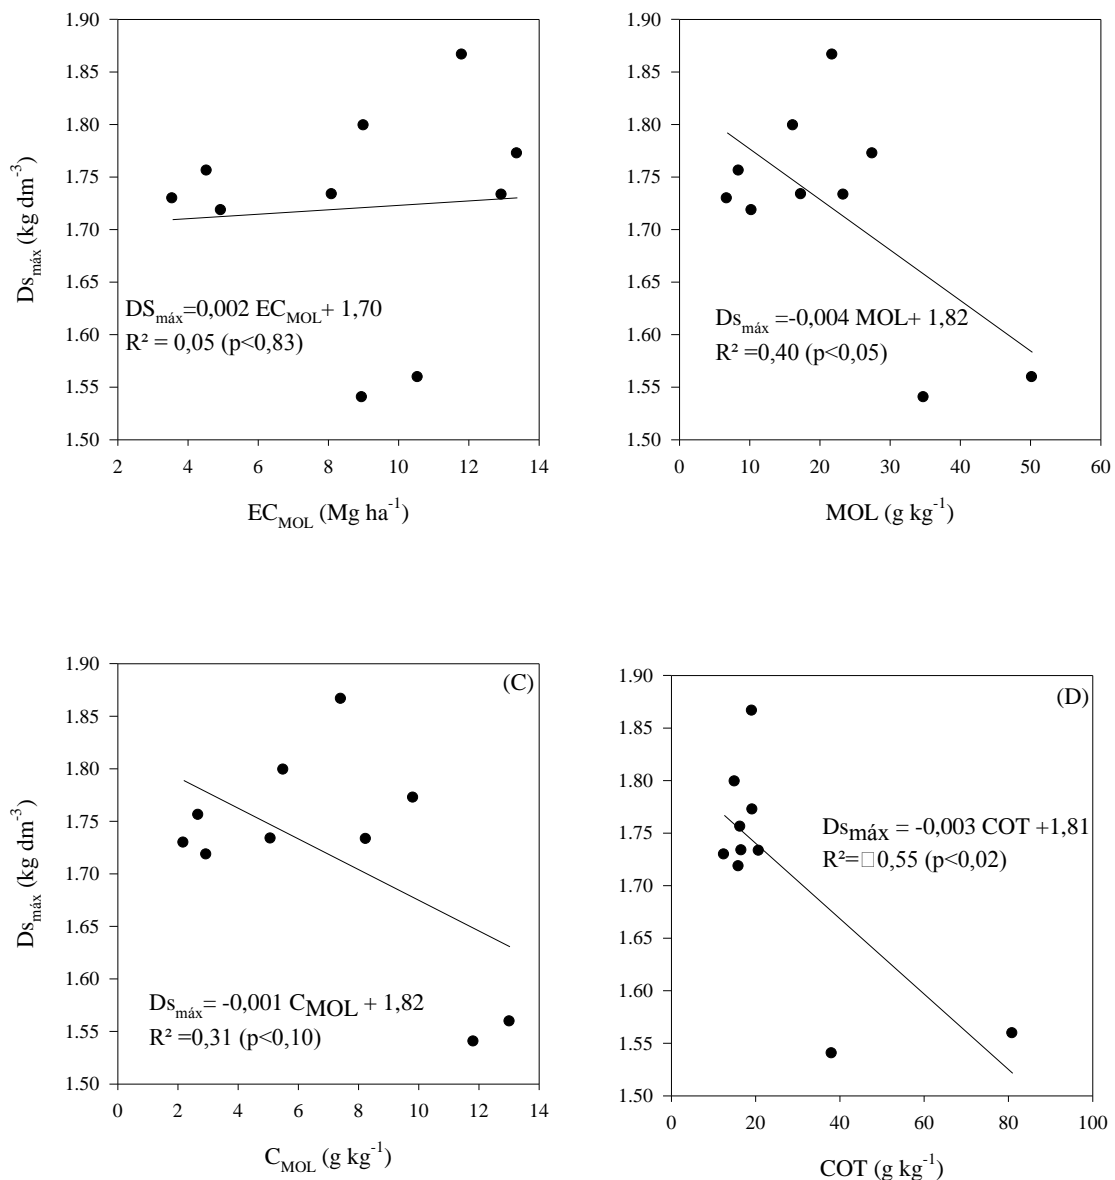 1.90
1.85
1.80
1.75
1.70
1.65
1.60
1.55
1.50
Ds_máx (kg dm⁻³)
DS_máx=0,002 EC_MOL+ 1,70
R² = 0,05 (p<0,83)
2 4 6 8 10 12 14
EC_MOL (Mg ha⁻¹)
1.90
1.85
1.80
1.75
1.70
1.65
1.60
1.55
1.50
Ds_máx =-0,004 MOL+ 1,82
R² =0,40 (p<0,05)
0 10 20 30 40 50 60
MOL (g kg⁻¹)
1.90
1.85
1.80
1.75
1.70
1.65
1.60
1.55
1.50
Ds_máx (kg dm⁻³)
(C)
Ds_máx= -0,001 C_MOL + 1,82
R² =0,31 (p<0,10)
0 2 4 6 8 10 12 14
C_MOL (g kg⁻¹)
1.90
1.85
1.80
1.75
1.70
1.65
1.60
1.55
1.50
(D)
Ds_máx = -0,003 COT +1,81
R²=□0,55 (p<0,02)
0 20 40 60 80 100
COT (g kg⁻¹)